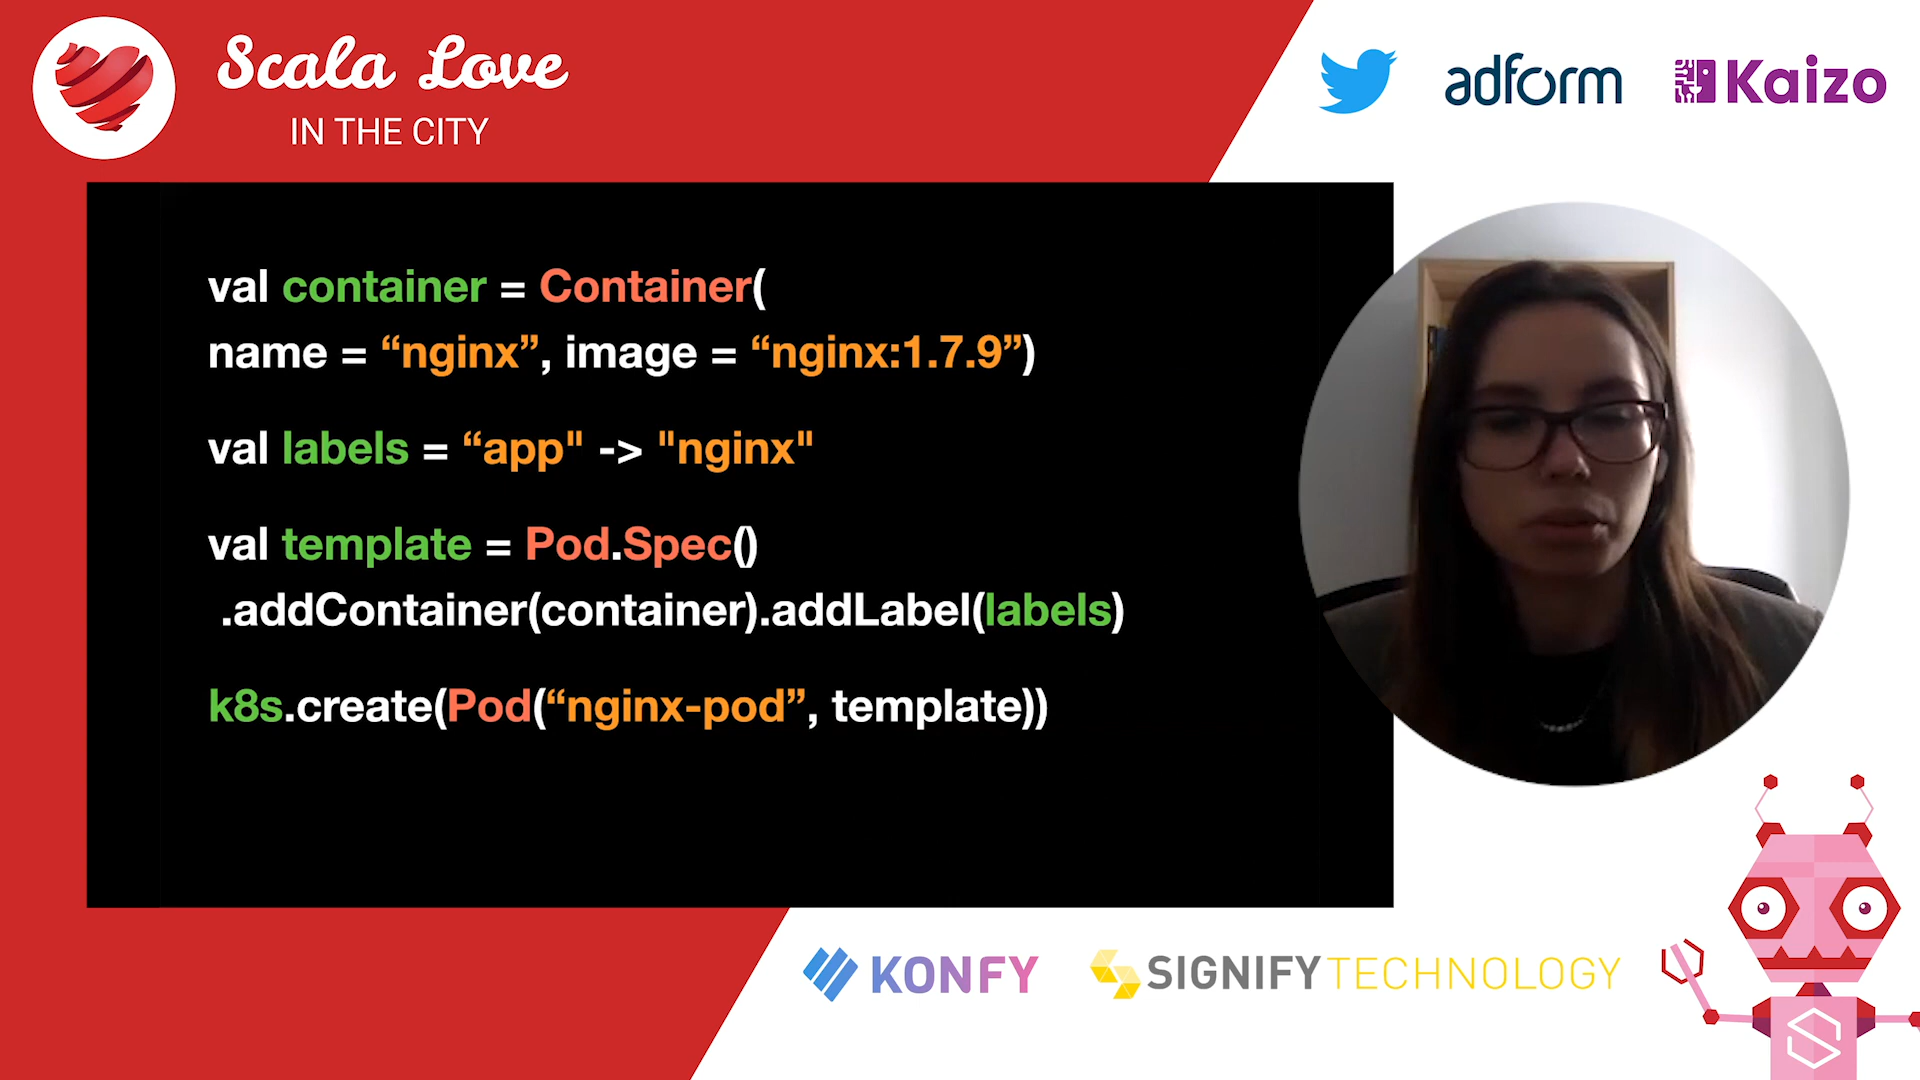 Scala Love
IN THE CITY
adform
Kaizo
val container = Container(
name = “nginx”, image = “nginx:1.7.9”)
val labels = “app" -> "nginx"
val template = Pod.Spec()
.addContainer(container).addLabel(labels)
k8s.create(Pod(“nginx-pod”, template))
KONFY
SIGNIFY TECHNOLOGY